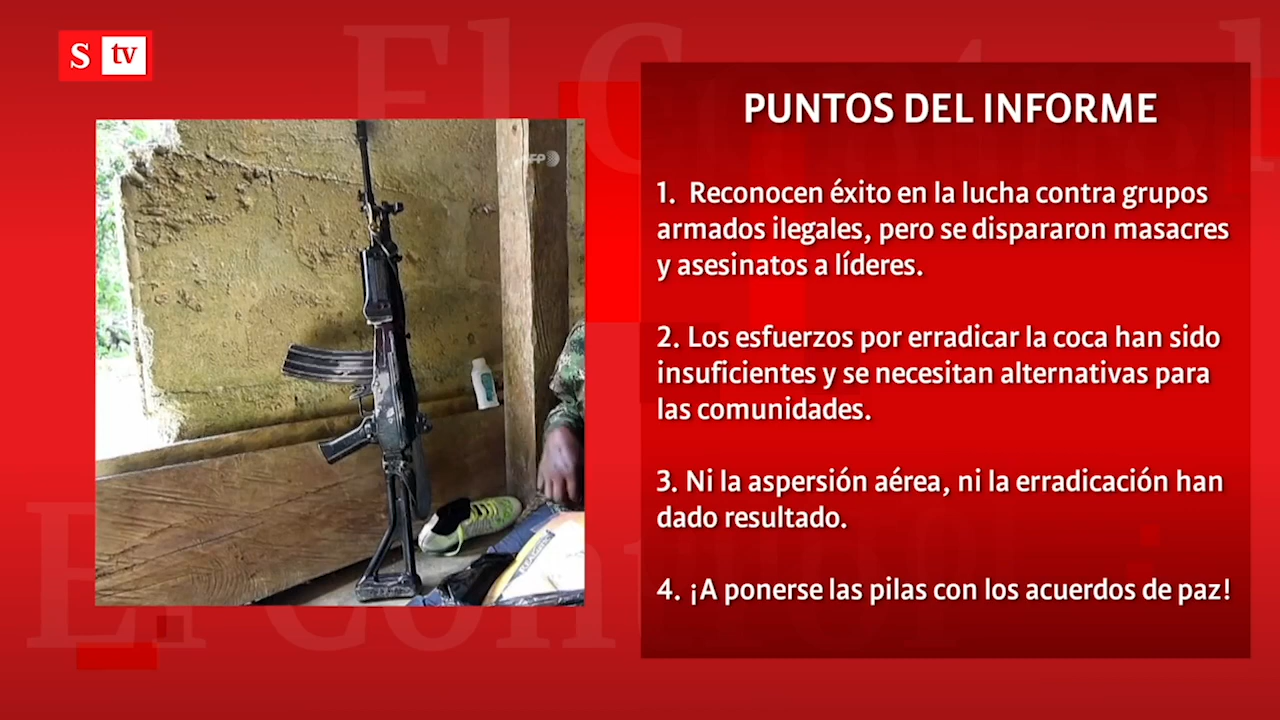 S tv
AFP
PUNTOS DEL INFORME
1. Reconocen éxito en la lucha contra grupos
armados ilegales, pero se dispararon masacres
y asesinatos a líderes.
2. Los esfuerzos por erradicar la coca han sido
insuficientes y se necesitan alternativas para
las comunidades.
3. Ni la aspersión aérea, ni la erradicación han
dado resultado.
4. ¡A ponerse las pilas con los acuerdos de paz!